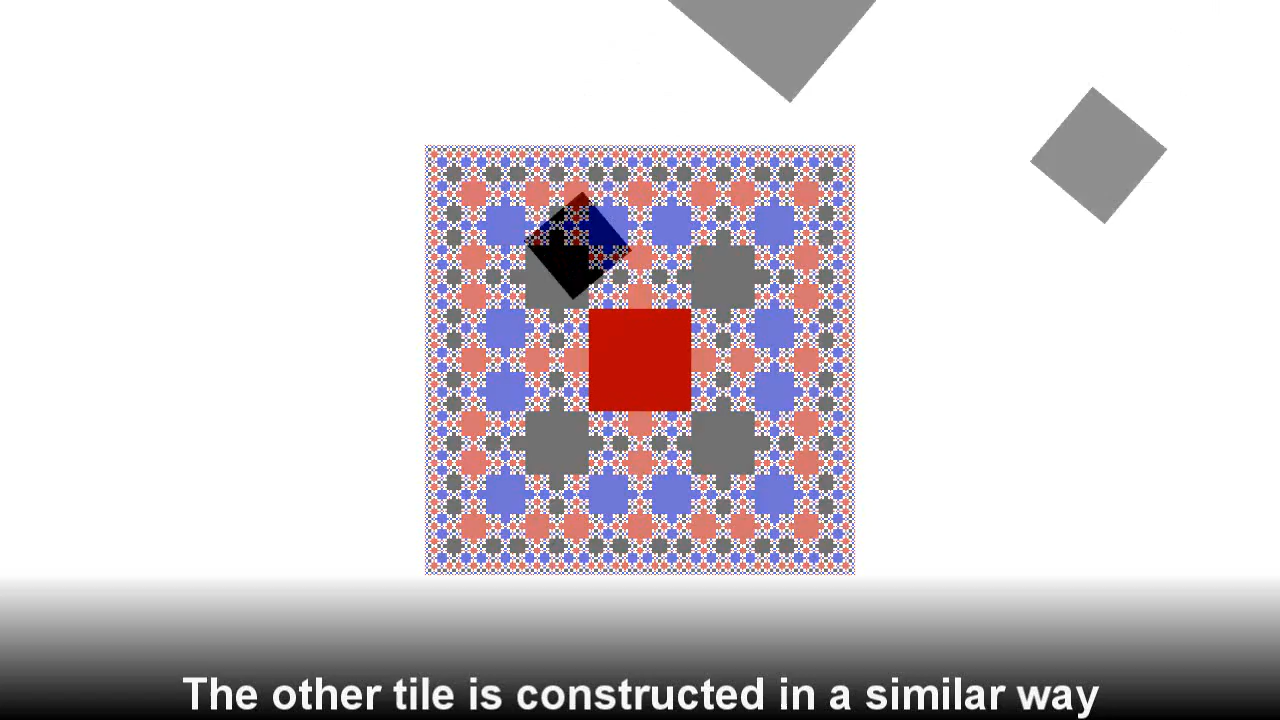 The other tile is constructed in a similar way